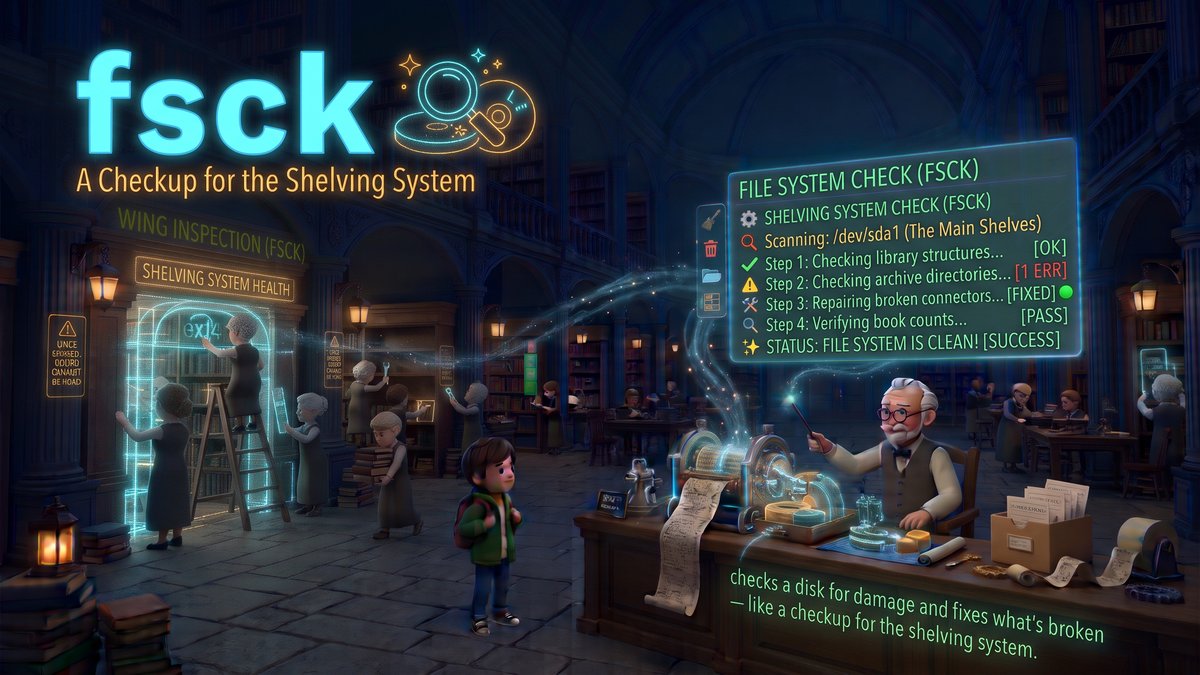 fsck
A Checkup for the Shelving System
WING INSPECTION (FSCK)
SHELVING SYSTEM HEALTH
ext4
FILE SYSTEM CHECK (FSCK)
SHELVING SYSTEM CHECK (FSCK)
Scanning: /dev/sda1 (The Main Shelves)
Step 1: Checking library structures... [OK]
Step 2: Checking archive directories... [1 ERR]
Step 3: Repairing broken connectors... [FIXED]
Step 4: Verifying book counts... [PASS]
STATUS: FILE SYSTEM IS CLEAN! [SUCCESS]
checks a disk for damage and fixes what's broken
— like a checkup for the shelving system.